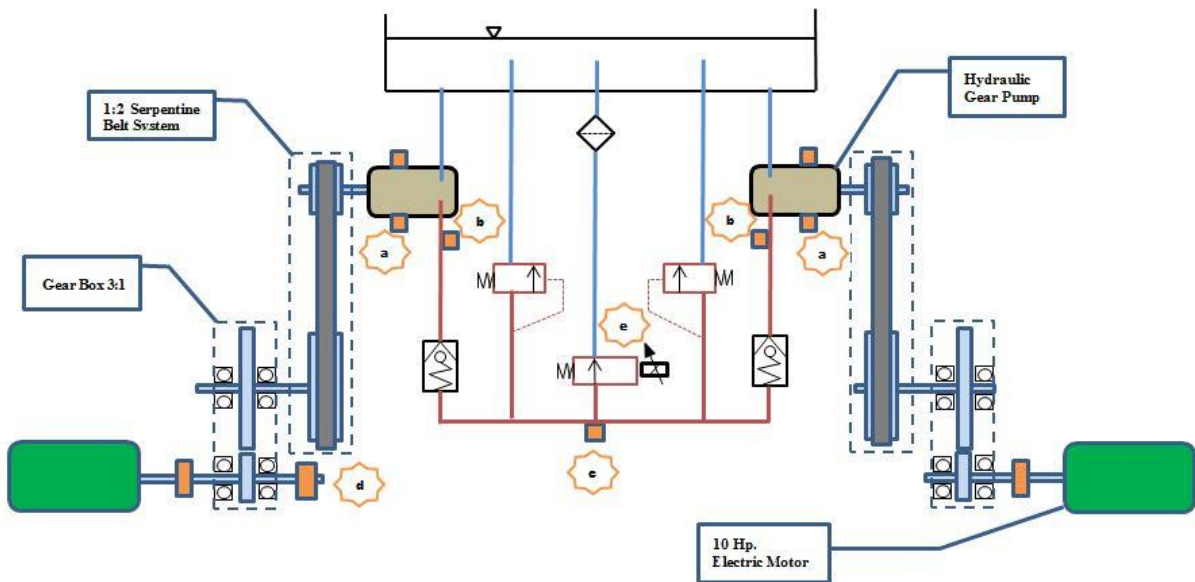 Hydraulic
Gear Pump
1:2 Serpentine
Belt System
b
b
a
a
Gear Box 3:1
e
c
d
10 Hp.
Electric Motor